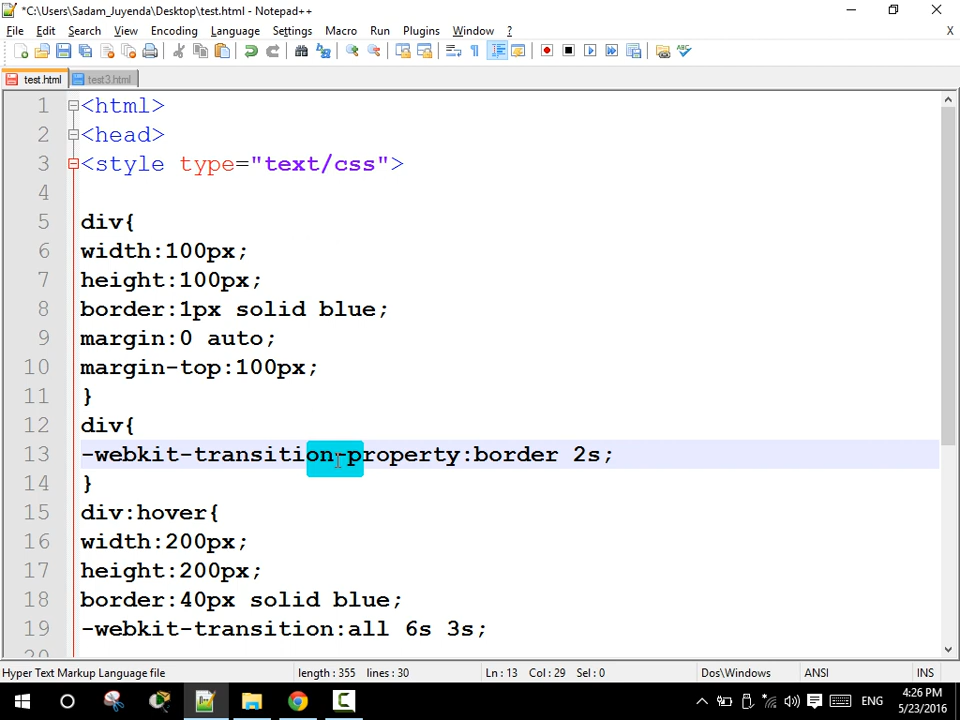 *C:\Users\Sadam_Juyenda\Desktop\test.html - Notepad++
File Edit Search View Encoding Language Settings Macro Run Plugins Window ? X
test.html test3.html
1 <html>
2 <head>
3 <style type="text/css">
4
5 div{
6 width:100px;
7 height:100px;
8 border:1px solid blue;
9 margin:0 auto;
10 margin-top:100px;
11 }
12 div{
13 -webkit-transition-property:border 2s;
14 }
15 div:hover{
16 width:200px;
17 height:200px;
18 border:40px solid blue;
19 -webkit-transition:all 6s 3s;
20
Hyper Text Markup Language file length : 355 lines : 30 Ln : 13 Col : 29 Sel : 0 Dos\Windows ANSI INS
ENG 4:26 PM
5/23/2016